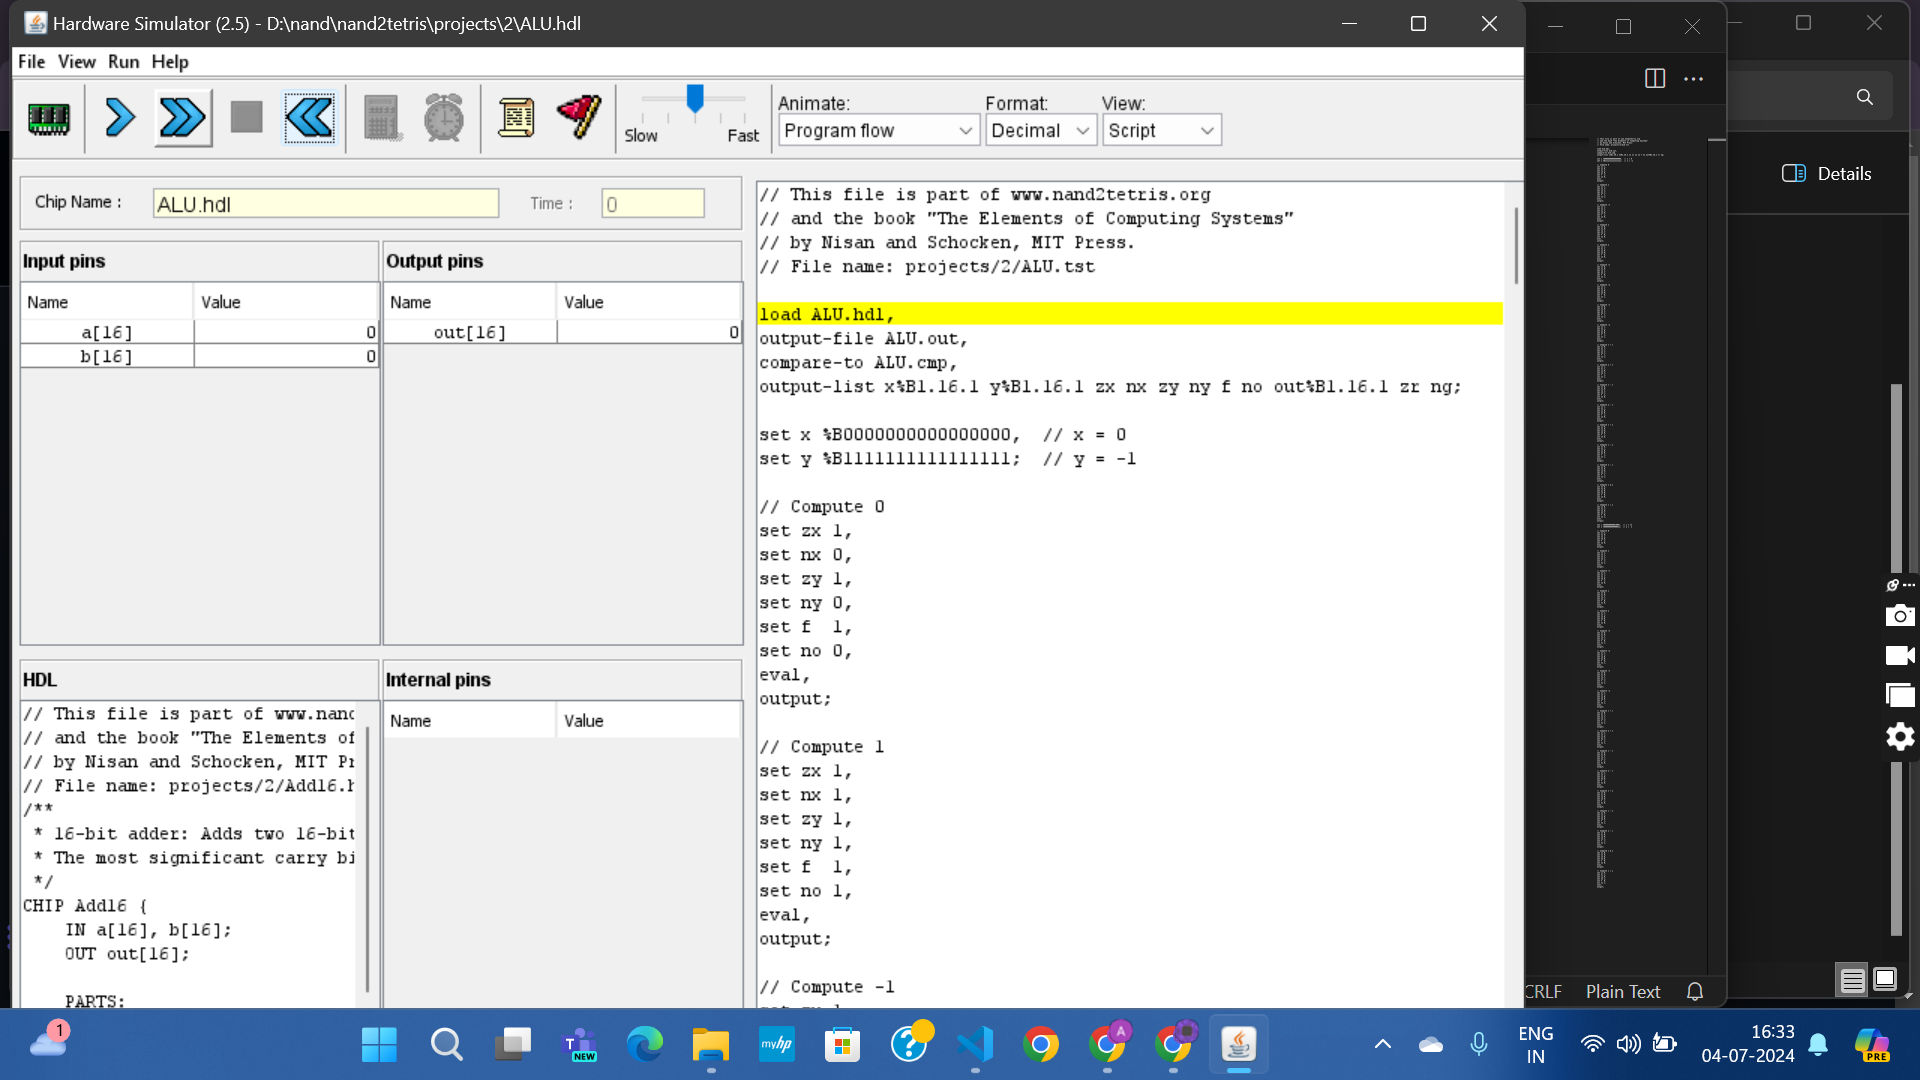 Hardware Simulator (2.5) - D:\nand\nand2tetris\projects\2\ALU.hdl
File View Run Help
Slow Fast
Animate: Format: View:
Program flow Decimal Script
Chip Name : ALU.hdl Time : 0
Input pins
Name Value
a[16] 0
b[16] 0
Output pins
Name Value
out[16] 0
HDL
// This file is part of www.nand
// and the book "The Elements of
// by Nisan and Schocken, MIT Pr
// File name: projects/2/Add16.h
/**
* 16-bit adder: Adds two 16-bit
* The most significant carry bi
*/
CHIP Add16 {
IN a[16], b[16];
OUT out[16];
PARTS:
Internal pins
Name Value
// This file is part of www.nand2tetris.org
// and the book "The Elements of Computing Systems"
// by Nisan and Schocken, MIT Press.
// File name: projects/2/ALU.tst
load ALU.hdl,
output-file ALU.out,
compare-to ALU.cmp,
output-list x%B1.16.1 y%B1.16.1 zx nx zy ny f no out%B1.16.1 zr ng;
set x %B0000000000000000, // x = 0
set y %B1111111111111111; // y = -1
// Compute 0
set zx 1,
set nx 0,
set zy 1,
set ny 0,
set f 1,
set no 0,
eval,
output;
// Compute 1
set zx 1,
set nx 1,
set zy 1,
set ny 1,
set f 1,
set no 1,
eval,
output;
// Compute -1
Details
CRLF Plain Text
1
NEW
myhp
A
ENG
IN
16:33
04-07-2024
PRE